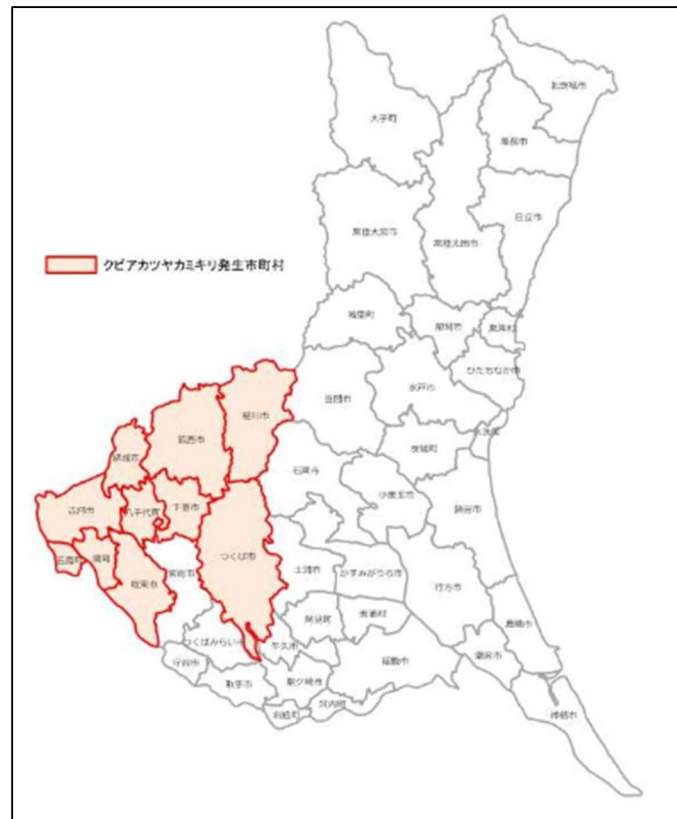 北茨城市
大子町
高萩市
日立市
常陸大宮市
常陸太田市
クビアカツヤカミキリ発生市町村
城里町
那珂市
東海村
ひたちなか市
笠間市
水戸市
桜川市
筑西市
茨城町
大洗町
結城市
石岡市
小美玉市
鉾田市
古河市
八千代町
下妻市
つくば市
五霞町
境町
坂東市
常総市
土浦市
かすみがうら市
行方市
阿見町
美浦村
鹿嶋市
つくばみらい市
牛久市
守谷市
取手市
龍ケ崎市
稲敷市
潮来市
利根町
河内町
神栖市